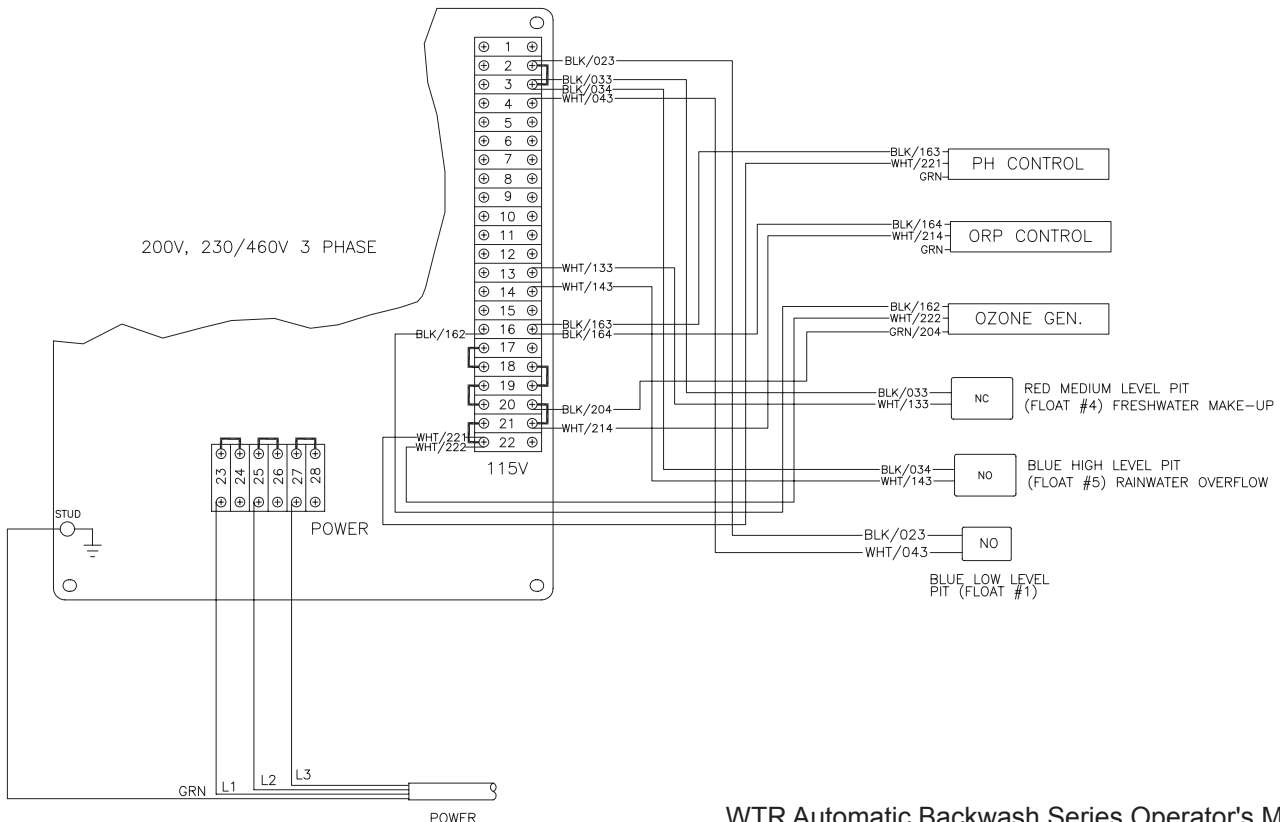 1
2
3
4
5
6
7
8
9
10
11
12
13
14
15
16
17
18
19
20
21
22
115V
BLK/023
BLK/033
BLK/034
WHT/043
WHT/133
WHT/143
BLK/163
BLK/164
BLK/162
BLK/204
WHT/214
WHT/221
WHT/222
200V, 230/460V 3 PHASE
BLK/163
WHT/221
GRN
PH CONTROL
BLK/164
WHT/214
GRN
ORP CONTROL
BLK/162
WHT/222
GRN/204
OZONE GEN.
BLK/033
WHT/133
NC
RED MEDIUM LEVEL PIT
(FLOAT #4) FRESHWATER MAKE-UP
BLK/034
WHT/143
NO
BLUE HIGH LEVEL PIT
(FLOAT #5) RAINWATER OVERFLOW
BLK/023
WHT/043
NO
BLUE LOW LEVEL
PIT (FLOAT #1)
23
24
25
26
27
28
POWER
STUD
GRN
L1
L2
L3
POWER
WTR Automatic Backwash Series Operator's M